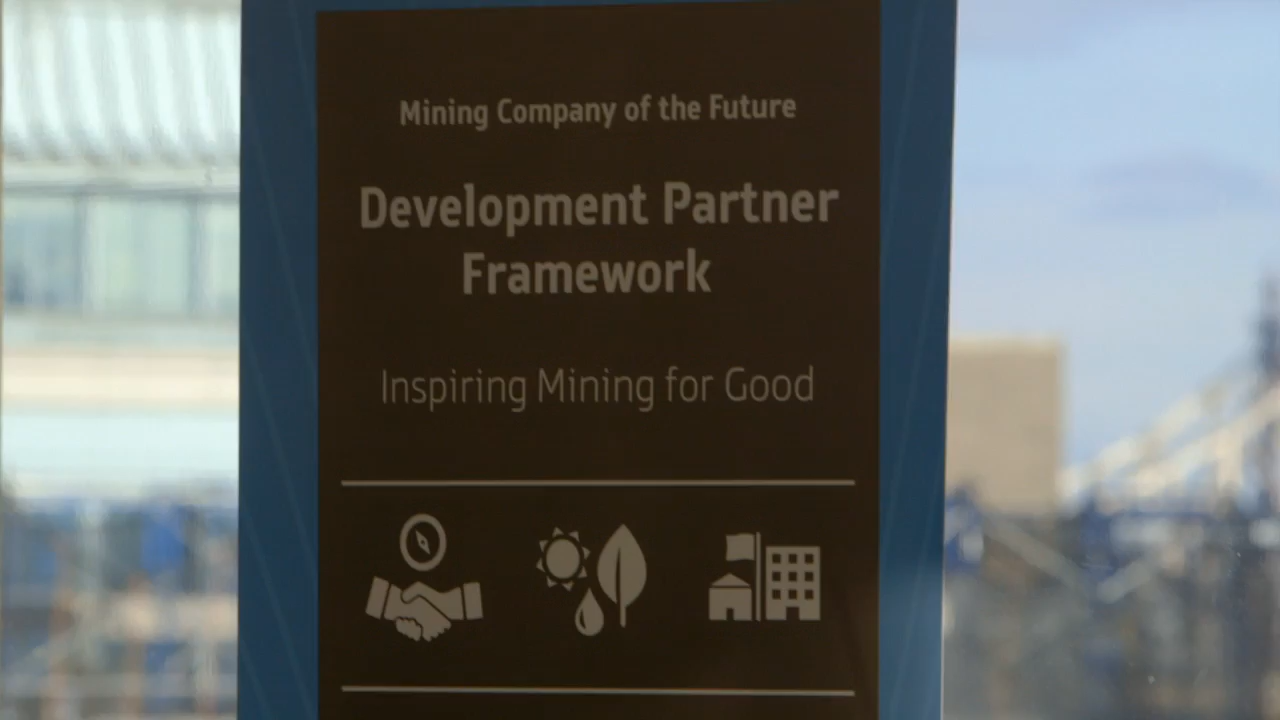 Mining Company of the Future
Development Partner
Framework
Inspiring Mining for Good